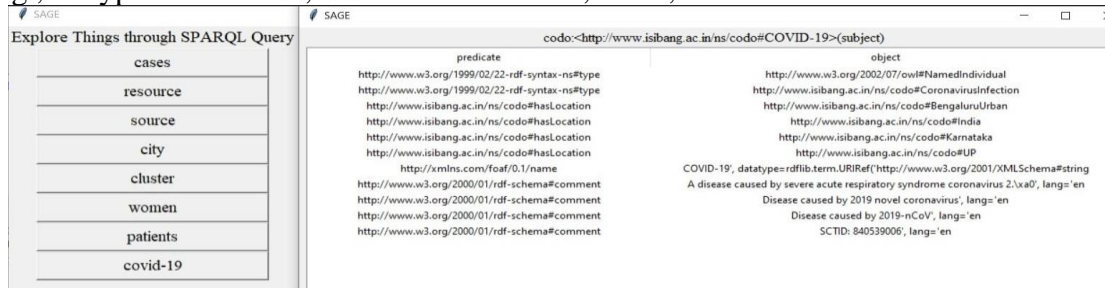 SAGE
Explore Things through SPARQL Query
cases
resource
source
city
cluster
women
patients
covid-19
SAGE
codo:<http://www.isibang.ac.in/ns/codo#COVID-19>(subject)
predicate object
http://www.w3.org/1999/02/22-rdf-syntax-ns#type http://www.w3.org/2002/07/owl#NamedIndividual
http://www.w3.org/1999/02/22-rdf-syntax-ns#type http://www.isibang.ac.in/ns/codo#CoronavirusInfection
http://www.isibang.ac.in/ns/codo#hasLocation http://www.isibang.ac.in/ns/codo#BengaluruUrban
http://www.isibang.ac.in/ns/codo#hasLocation http://www.isibang.ac.in/ns/codo#India
http://www.isibang.ac.in/ns/codo#hasLocation http://www.isibang.ac.in/ns/codo#Karnataka
http://www.isibang.ac.in/ns/codo#hasLocation http://www.isibang.ac.in/ns/codo#UP
http://xmlns.com/foaf/0.1/name COVID-19', datatype=rdflib.term.URIRef('http://www.w3.org/2001/XMLSchema#string
http://www.w3.org/2000/01/rdf-schema#comment A disease caused by severe acute respiratory syndrome coronavirus 2.\xa0', lang='en
http://www.w3.org/2000/01/rdf-schema#comment Disease caused by 2019 novel coronavirus', lang='en
http://www.w3.org/2000/01/rdf-schema#comment Disease caused by 2019-nCoV', lang='en
http://www.w3.org/2000/01/rdf-schema#comment SCTID: 840539006', lang='en